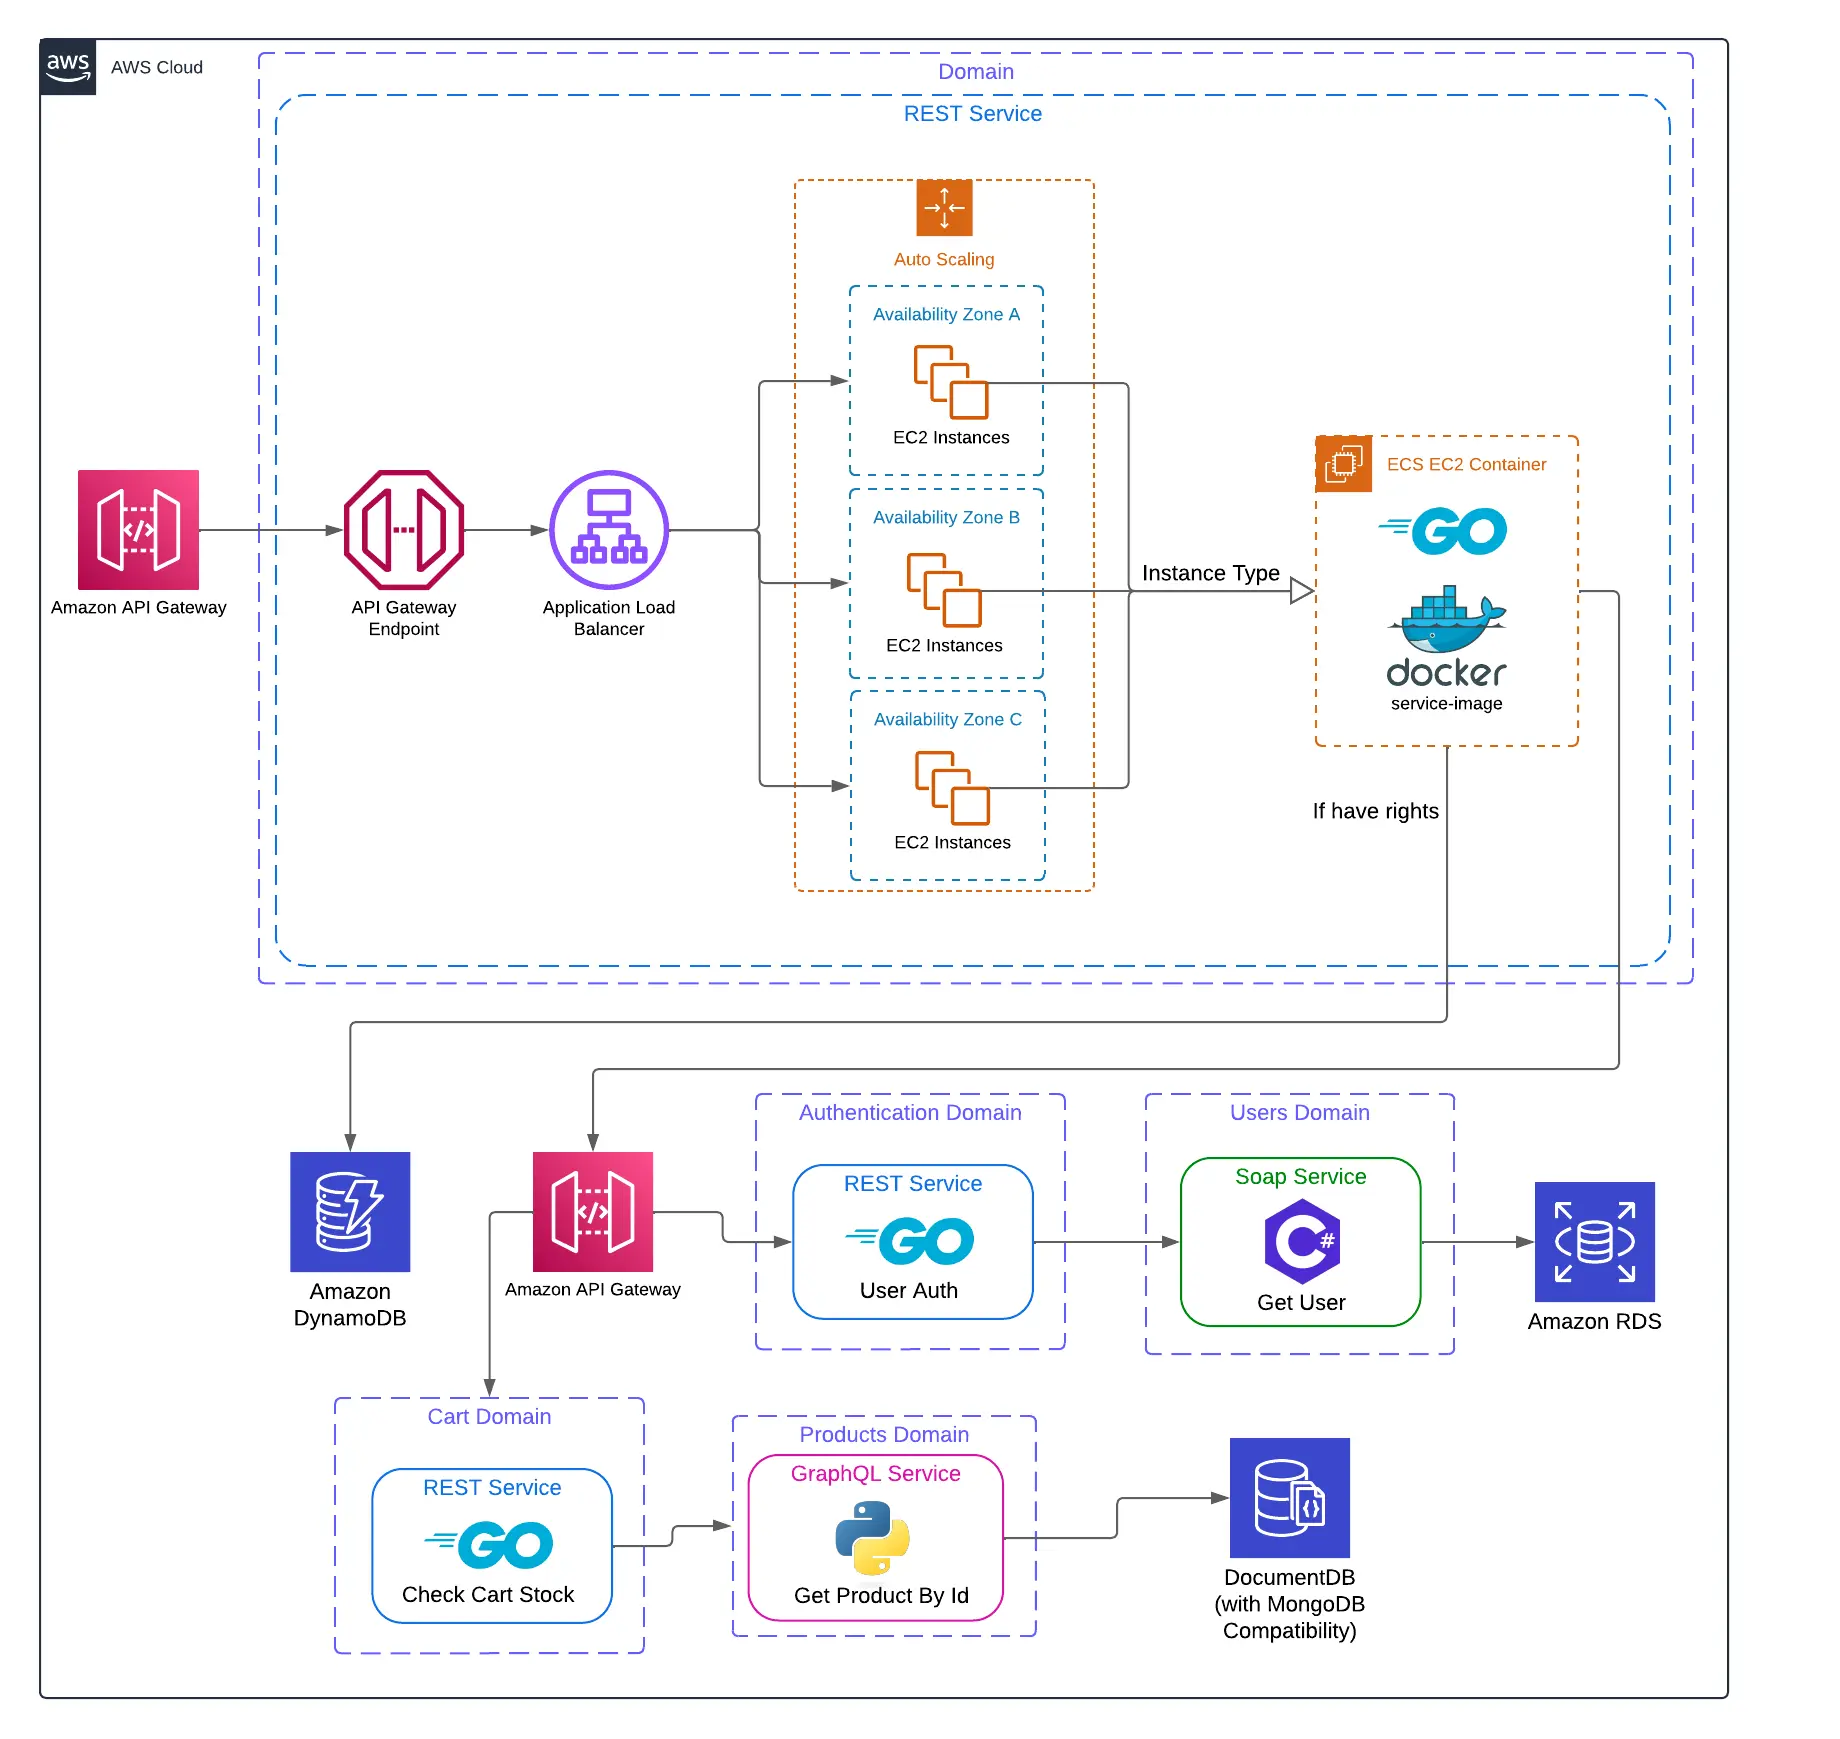 aws
AWS Cloud
Domain
REST Service
Auto Scaling
Availability Zone A
EC2 Instances
Availability Zone B
EC2 Instances
Availability Zone C
EC2 Instances
Amazon API Gateway
API Gateway
Endpoint
Application Load
Balancer
Instance Type
ECS EC2 Container
GO
docker
service-image
If have rights
Amazon
DynamoDB
Amazon API Gateway
Authentication Domain
REST Service
GO
User Auth
Users Domain
Soap Service
C#
Get User
Amazon RDS
Cart Domain
REST Service
GO
Check Cart Stock
Products Domain
GraphQL Service
Get Product By Id
DocumentDB
(with MongoDB
Compatibility)